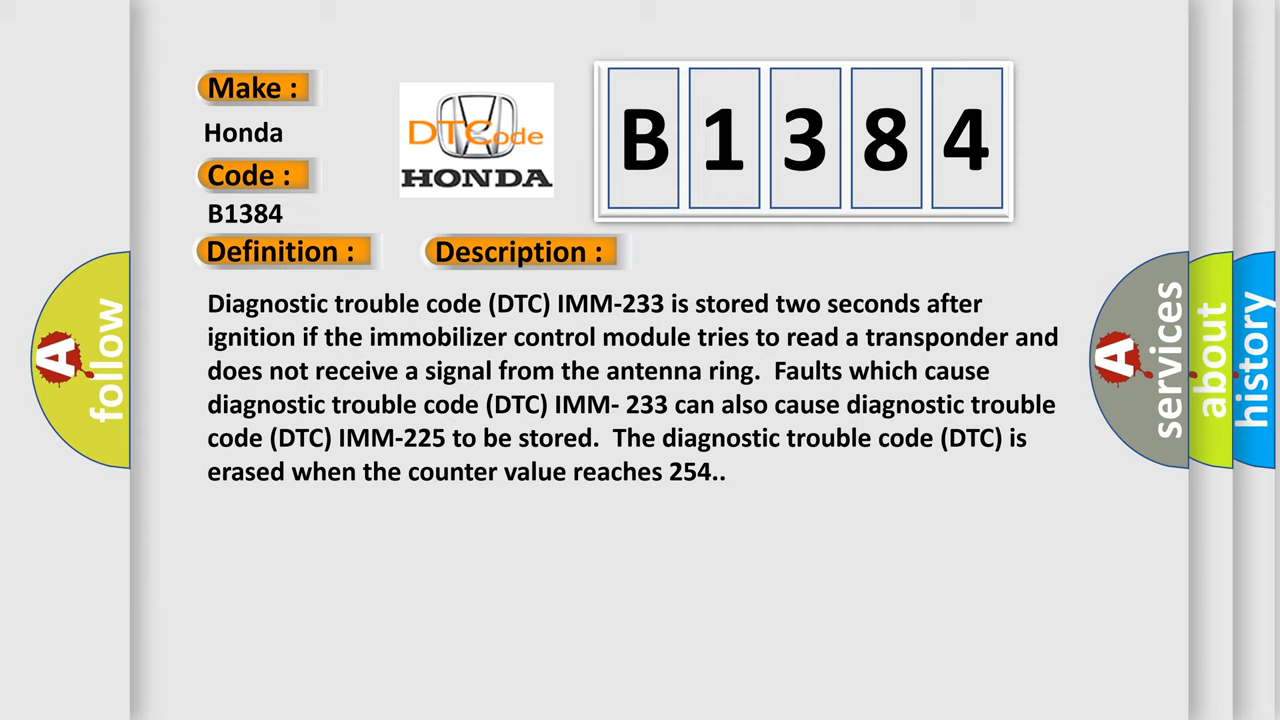 Make :
Honda
Code :
B1384
DTCode
HONDA
B1384
Definition :
Description :
Diagnostic trouble code (DTC) IMM-233 is stored two seconds after
ignition if the immobilizer control module tries to read a transponder and
does not receive a signal from the antenna ring  Faults which cause
diagnostic trouble code (DTC) IMM- 233 can also cause diagnostic trouble
code (DTC) IMM-225 to be stored  The diagnostic trouble code (DTC) is
erased when the counter value reaches 254..
A
follow
A
services
about
history